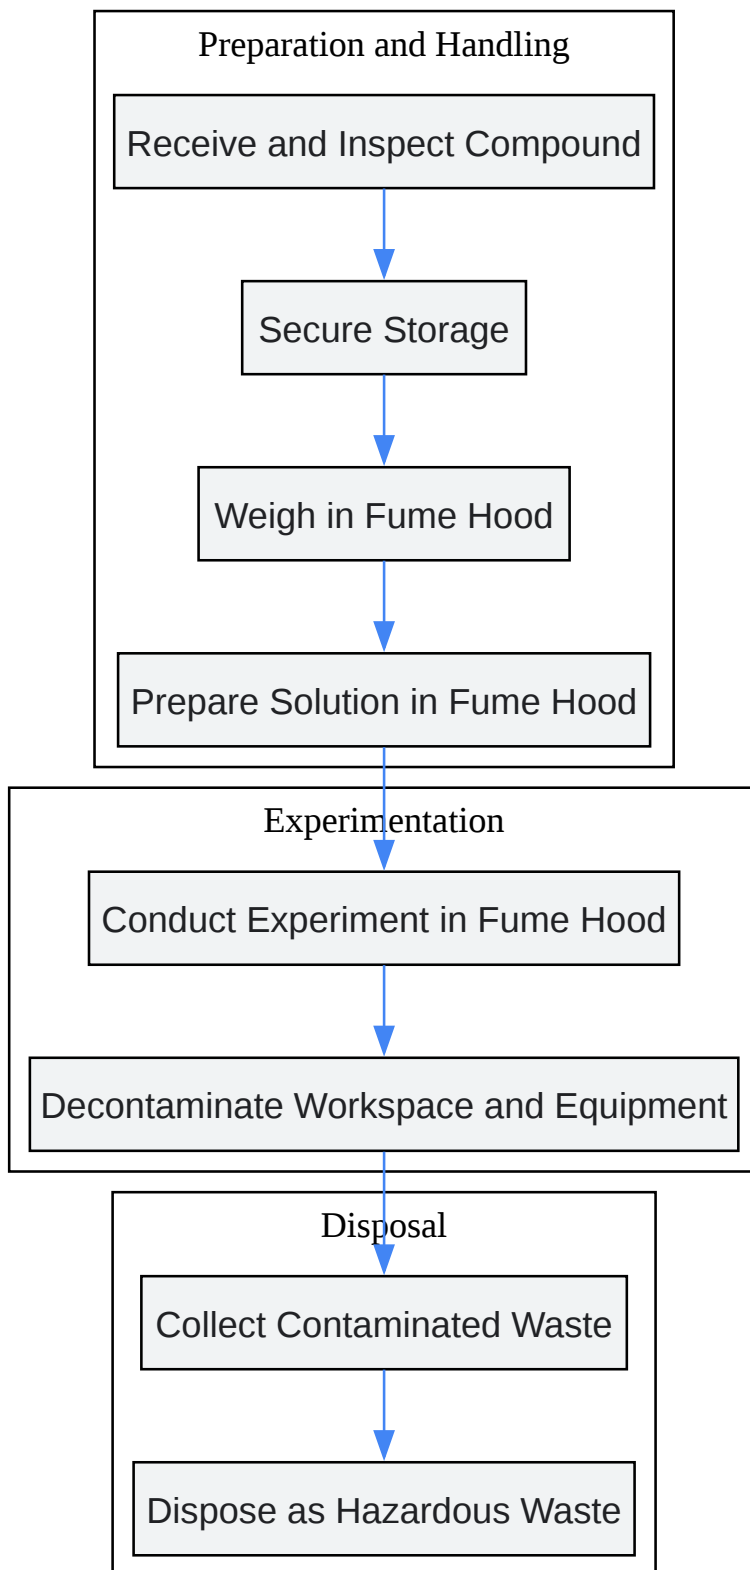 Preparation and Handling
Receive and Inspect Compound
Secure Storage
Weigh in Fume Hood
Prepare Solution in Fume Hood
Experimentation
Conduct Experiment in Fume Hood
Decontaminate Workspace and Equipment
Disposal
Collect Contaminated Waste
Dispose as Hazardous Waste